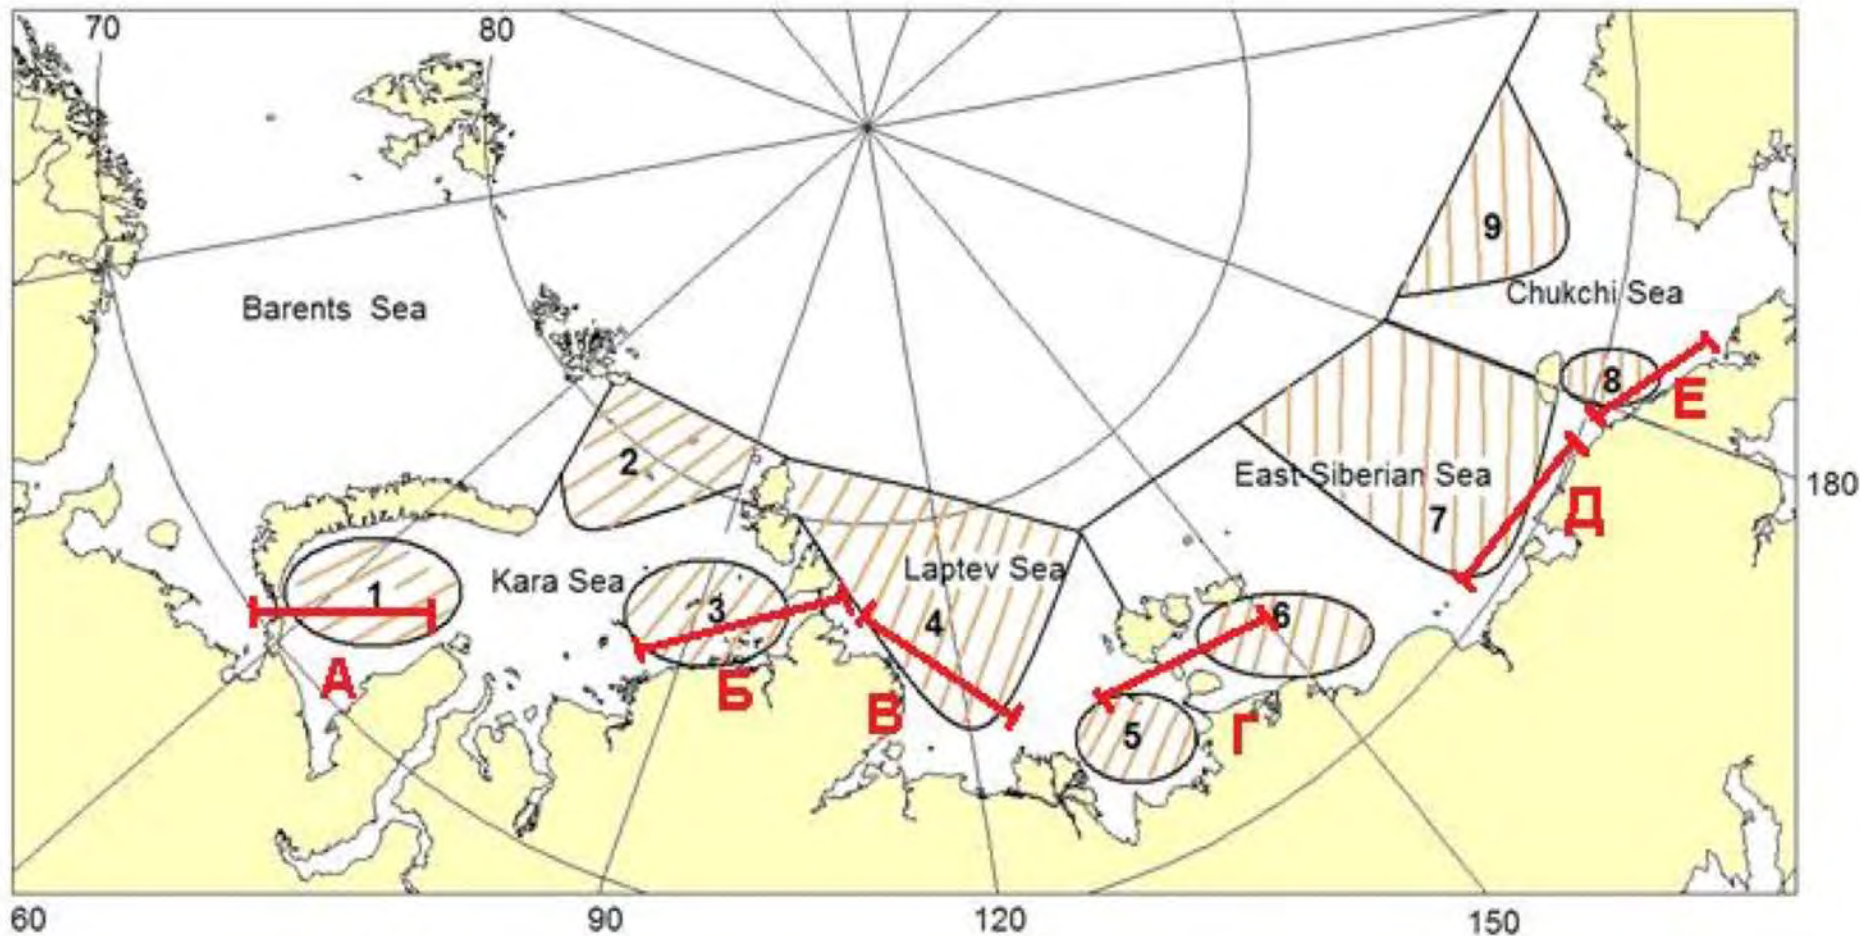 70
80
9
Chukchi Sea
Barents Sea
8
Е
2
East-Siberian Sea
180
7
Д
Laptev Sea
Kara Sea
1
3
4
6
А
Б
В
5
Г
60
90
120
150